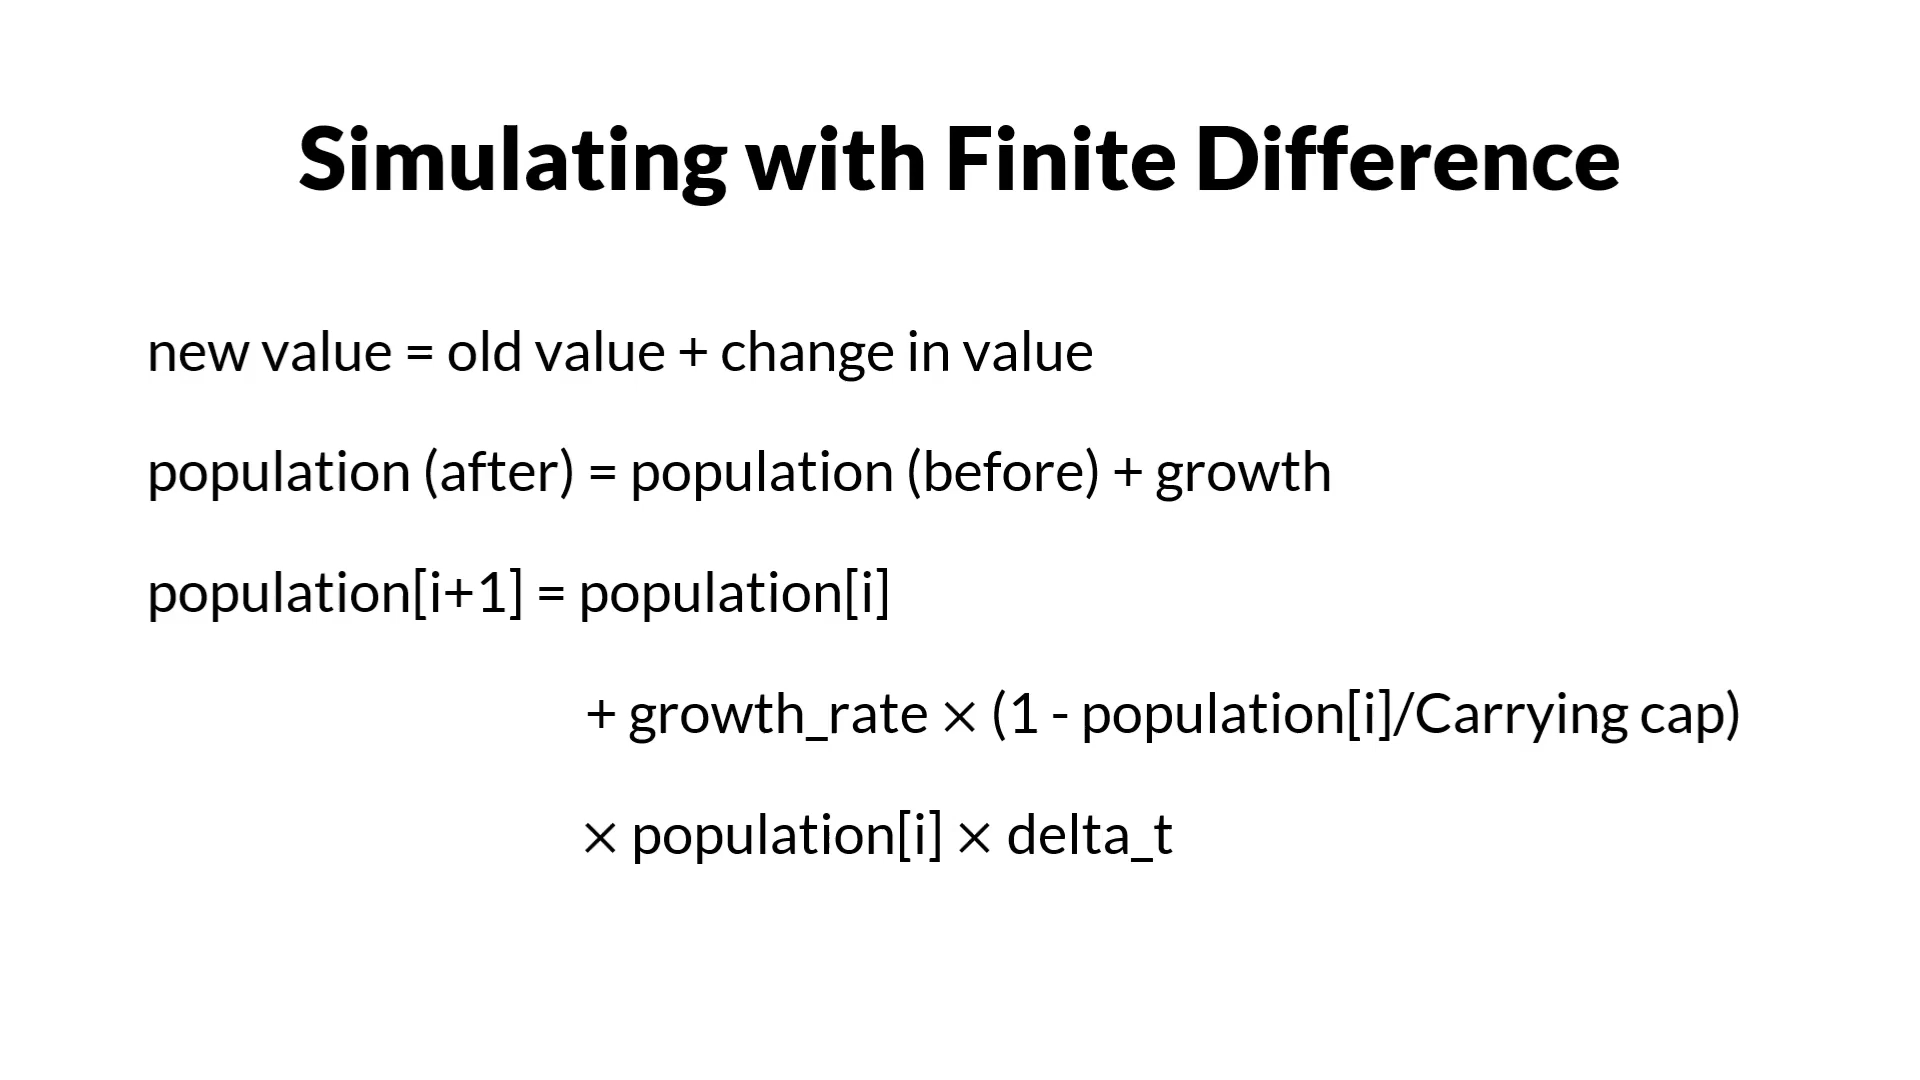 Simulating with Finite Difference
new value = old value + change in value
population (after) = population (before) + growth
population[i+1] = population[i]
+ growth_rate × (1 - population[i]/Carrying cap)
× population[i] × delta_t